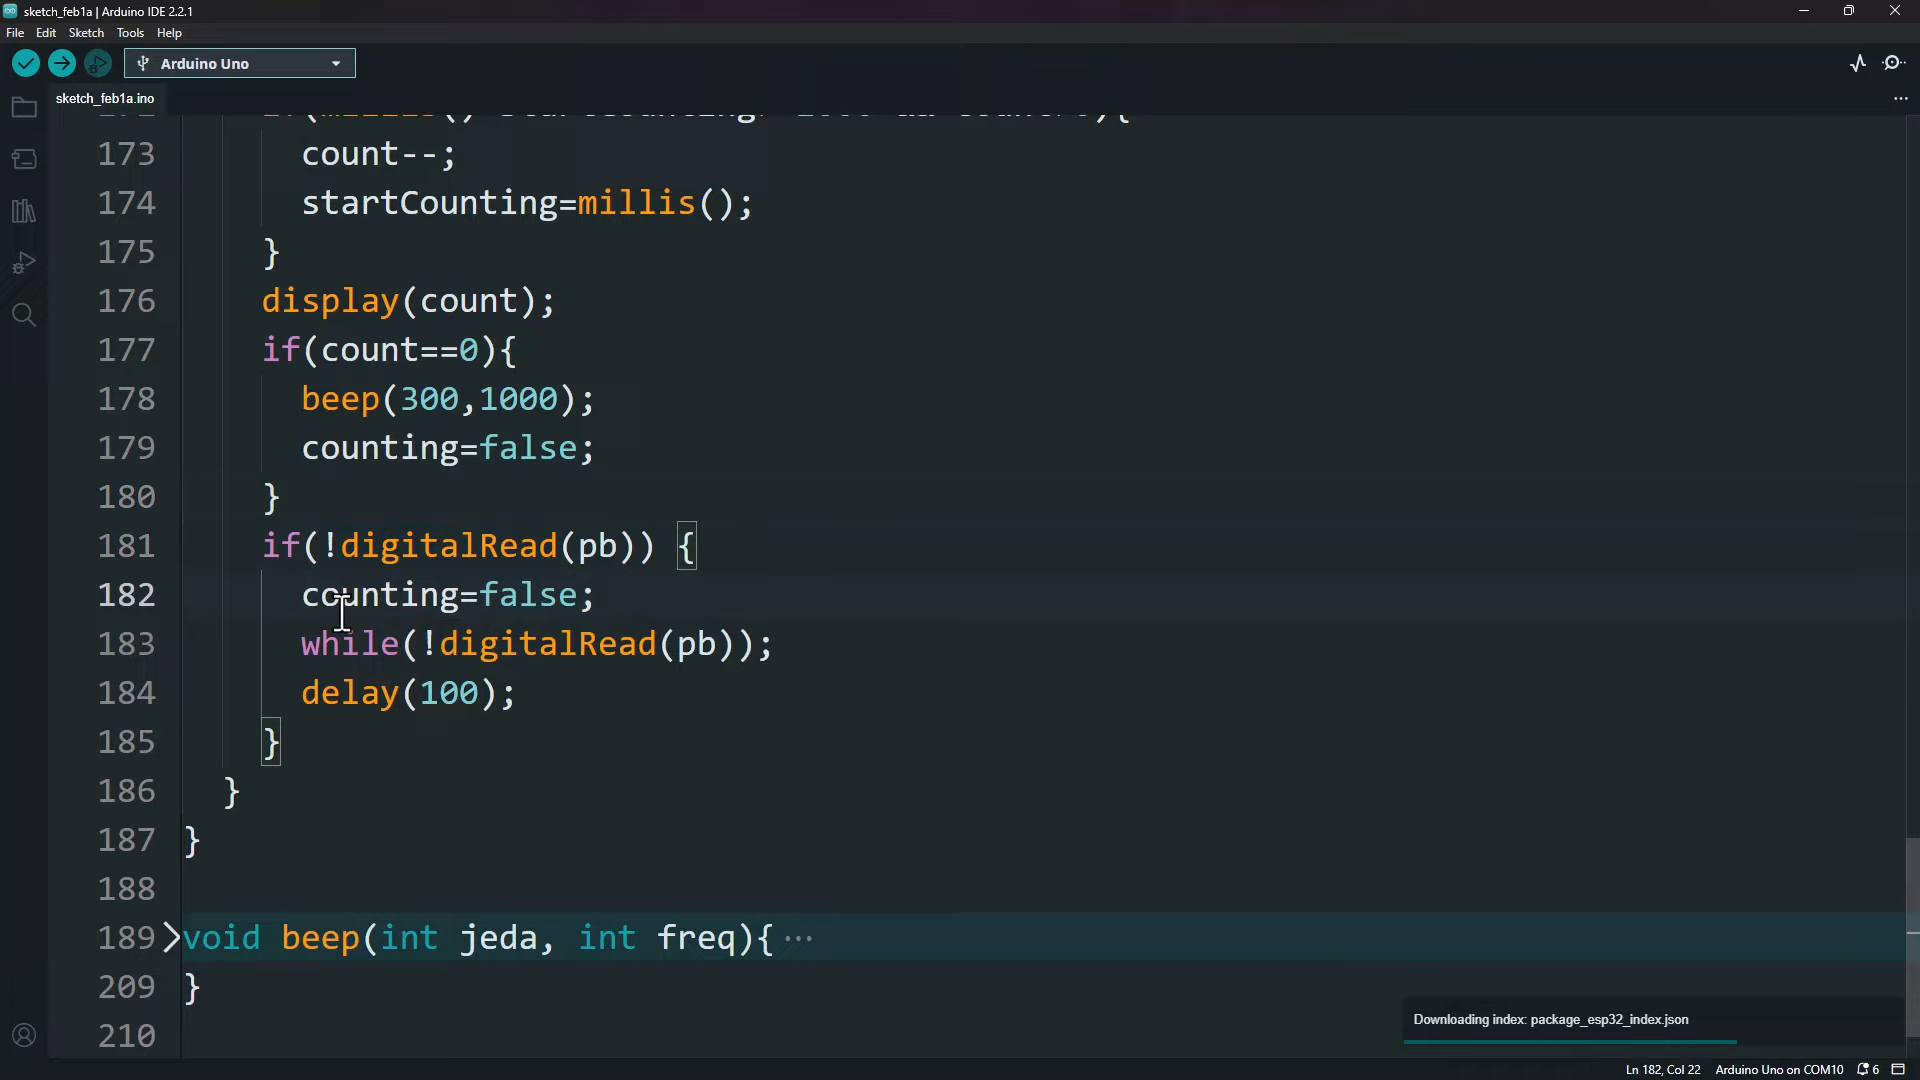 sketch_feb1a | Arduino IDE 2.2.1
File Edit Sketch Tools Help
Arduino Uno
sketch_feb1a.ino
173 count--;
174 startCounting=millis();
175 }
176 display(count);
177 if(count==0){
178 beep(300,1000);
179 counting=false;
180 }
181 if(!digitalRead(pb)) {
182 counting=false;
183 while(!digitalRead(pb));
184 delay(100);
185 }
186 }
187 }
188
189 void beep(int jeda, int freq){ ···
209 }
210
Downloading index: package_esp32_index.json
Ln 182, Col 22 Arduino Uno on COM10 6